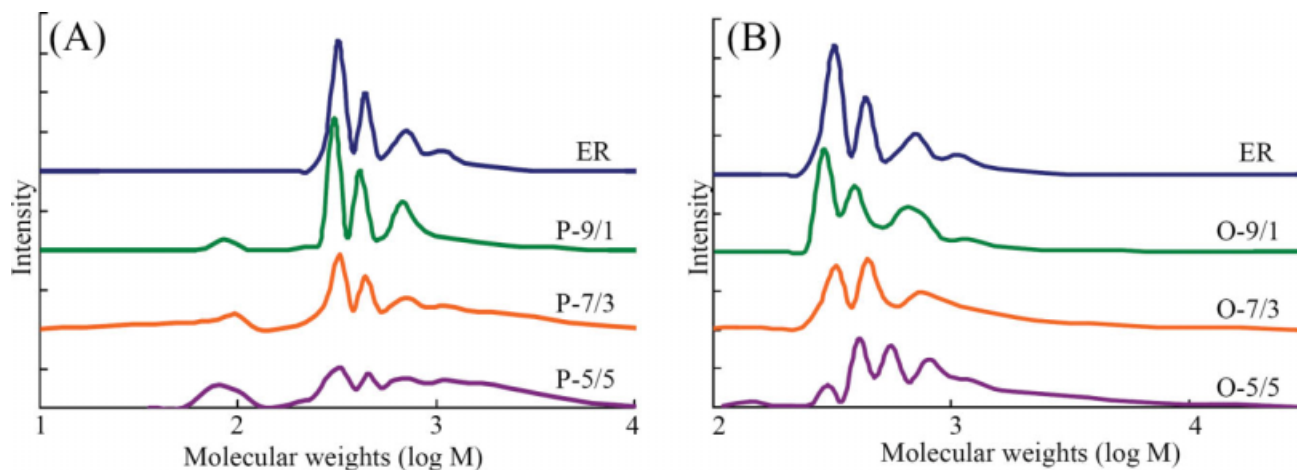 (A)
ER
P-9/1
P-7/3
P-5/5
Intensity
1 2 3 4
Molecular weights (log M)
(B)
ER
O-9/1
O-7/3
O-5/5
Intensity
2 3 4
Molecular weights (log M)